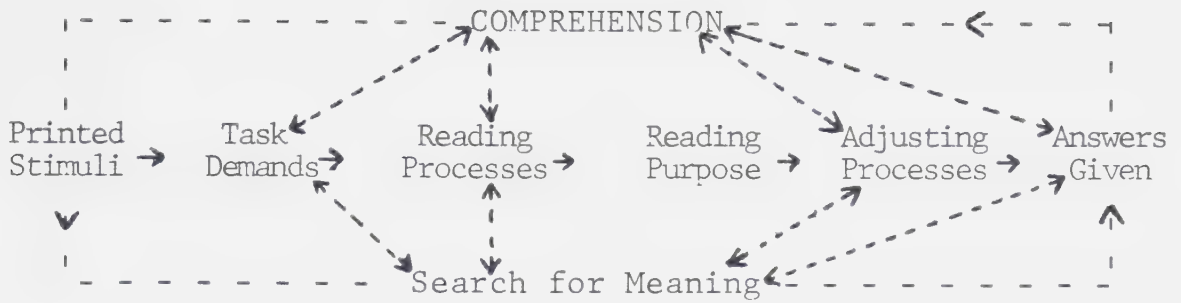 COMPREHENSION
Printed Stimuli
Task Demands
Reading Processes
Reading Purpose
Adjusting Processes
Answers Given
Search for Meaning